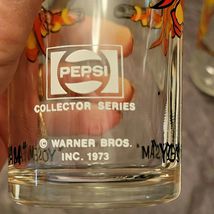 PEPSI
COLLECTOR SERIES
© WARNER BROS.
INC. 1973